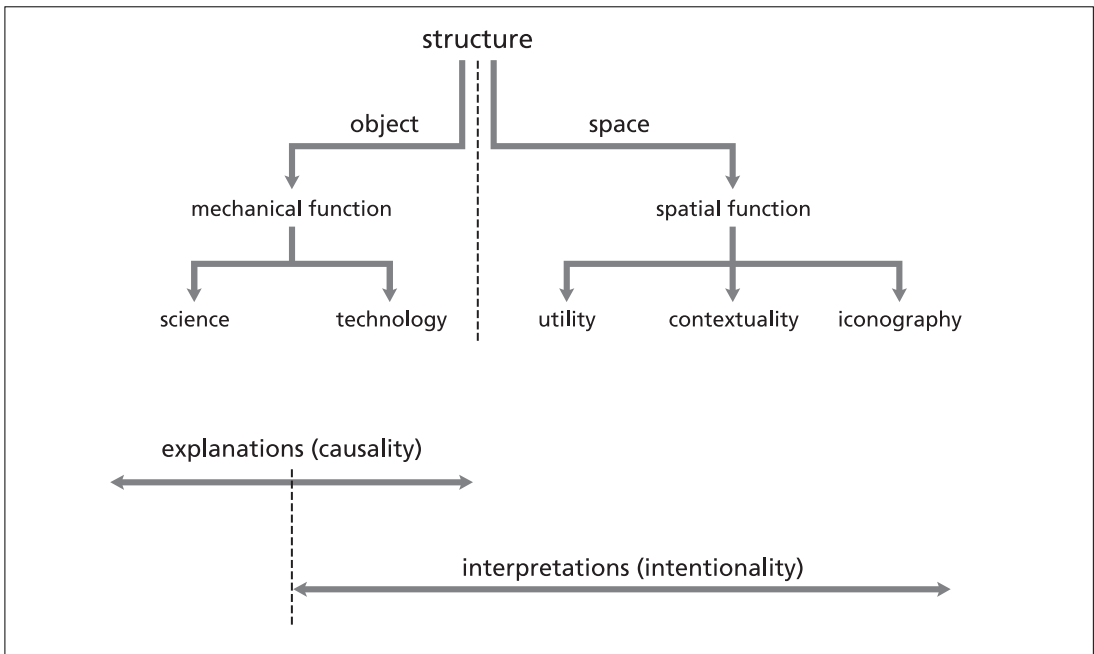 structure
object
space
mechanical function
spatial function
science
technology
utility
contextuality
iconography
explanations (causality)
interpretations (intentionality)